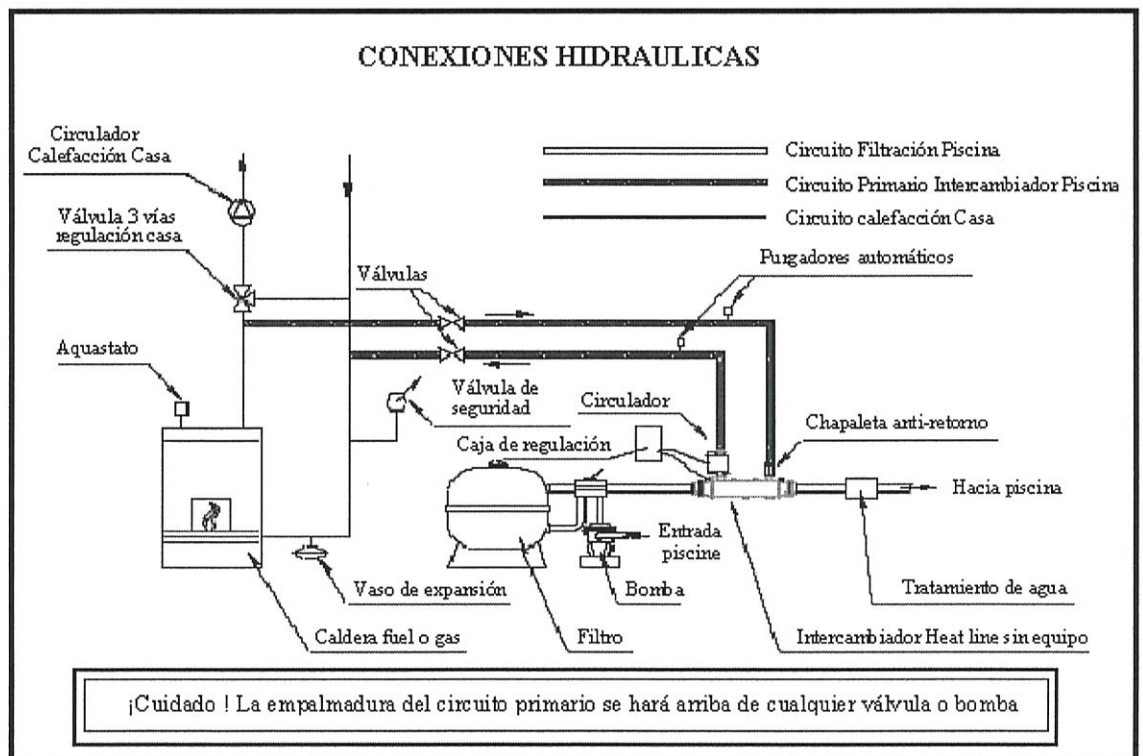 CONEXIONES HIDRAULICAS
Circulador
Calefacción Casa
Circuito Filtración Piscina
Circuito Primario Intercambiador Piscina
Circuito calefacción Casa
Válvula 3 vías
regulación casa
Válvulas
Purgadores automáticos
Aquastato
Válvula de
seguridad
Circulador
Chapaleta anti-retorno
Caja de regulación
Hacia piscina
Entrada
piscine
Vaso de expansión
Bomba
Tratamiento de agua
Caldera fuel o gas
Filtro
Intercambiador Heat line sin equipo
¡Cuidado ! La empalmadura del circuito primario se hará arriba de cualquier válvula o bomba